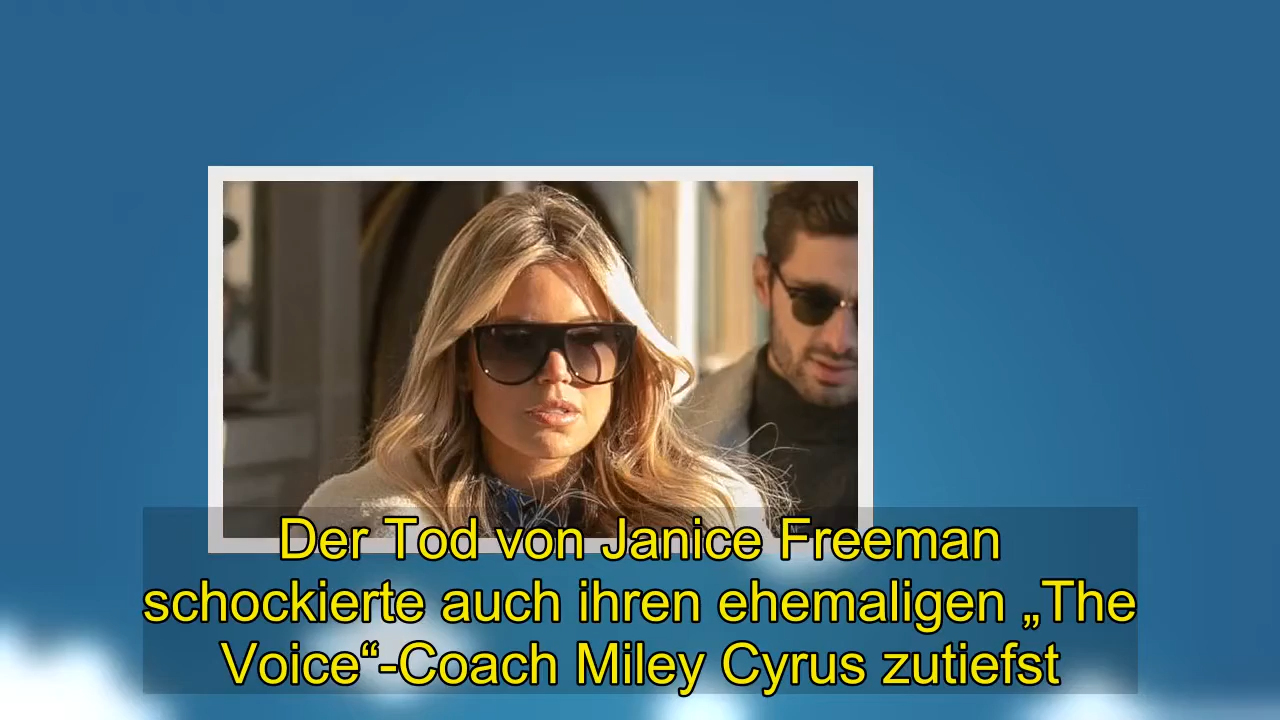 Der Tod von Janice Freeman
schockierte auch ihren ehemaligen „The
Voice“-Coach Miley Cyrus zutiefst